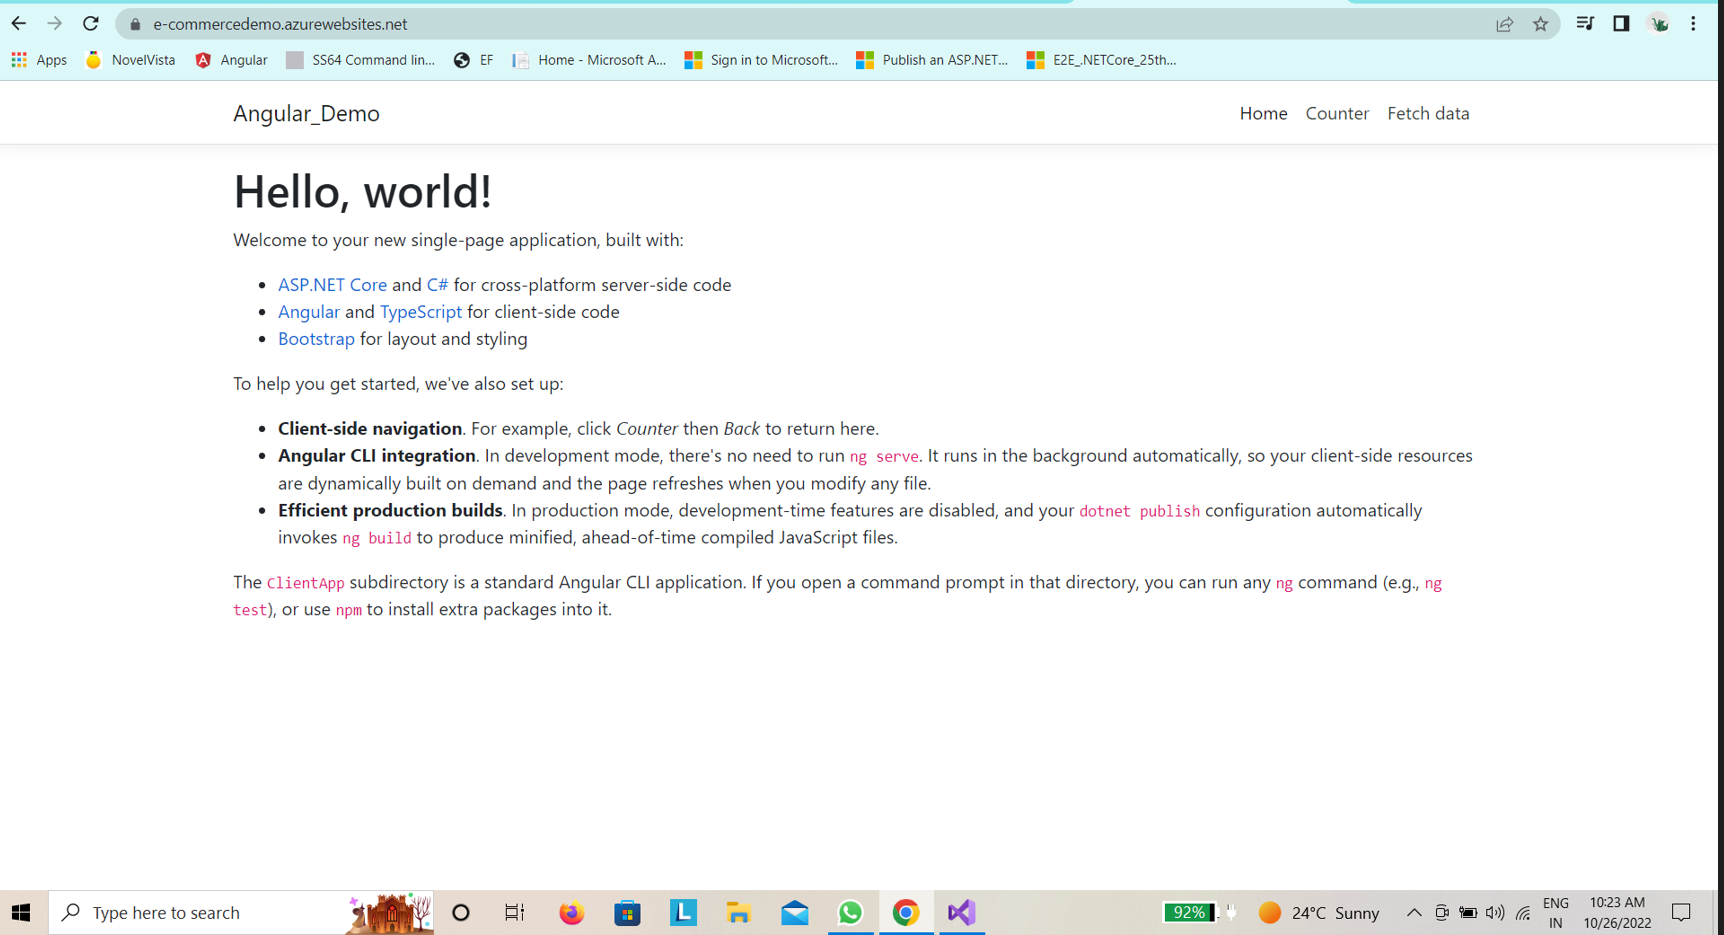 e-commercedemo.azurewebsites.net
Apps NovelVista Angular SS64 Command lin... EF Home - Microsoft A... Sign in to Microsoft... Publish an ASP.NET... E2E_.NETCore_25th...
Angular_Demo Home Counter Fetch data
Hello, world!
Welcome to your new single-page application, built with:
• ASP.NET Core and C# for cross-platform server-side code
• Angular and TypeScript for client-side code
• Bootstrap for layout and styling
To help you get started, we've also set up:
• Client-side navigation. For example, click Counter then Back to return here.
• Angular CLI integration. In development mode, there's no need to run ng serve. It runs in the background automatically, so your client-side resources
are dynamically built on demand and the page refreshes when you modify any file.
• Efficient production builds. In production mode, development-time features are disabled, and your dotnet publish configuration automatically
invokes ng build to produce minified, ahead-of-time compiled JavaScript files.
The ClientApp subdirectory is a standard Angular CLI application. If you open a command prompt in that directory, you can run any ng command (e.g., ng
test), or use npm to install extra packages into it.
Type here to search L 92% 24°C Sunny ENG 10:23 AM
IN 10/26/2022